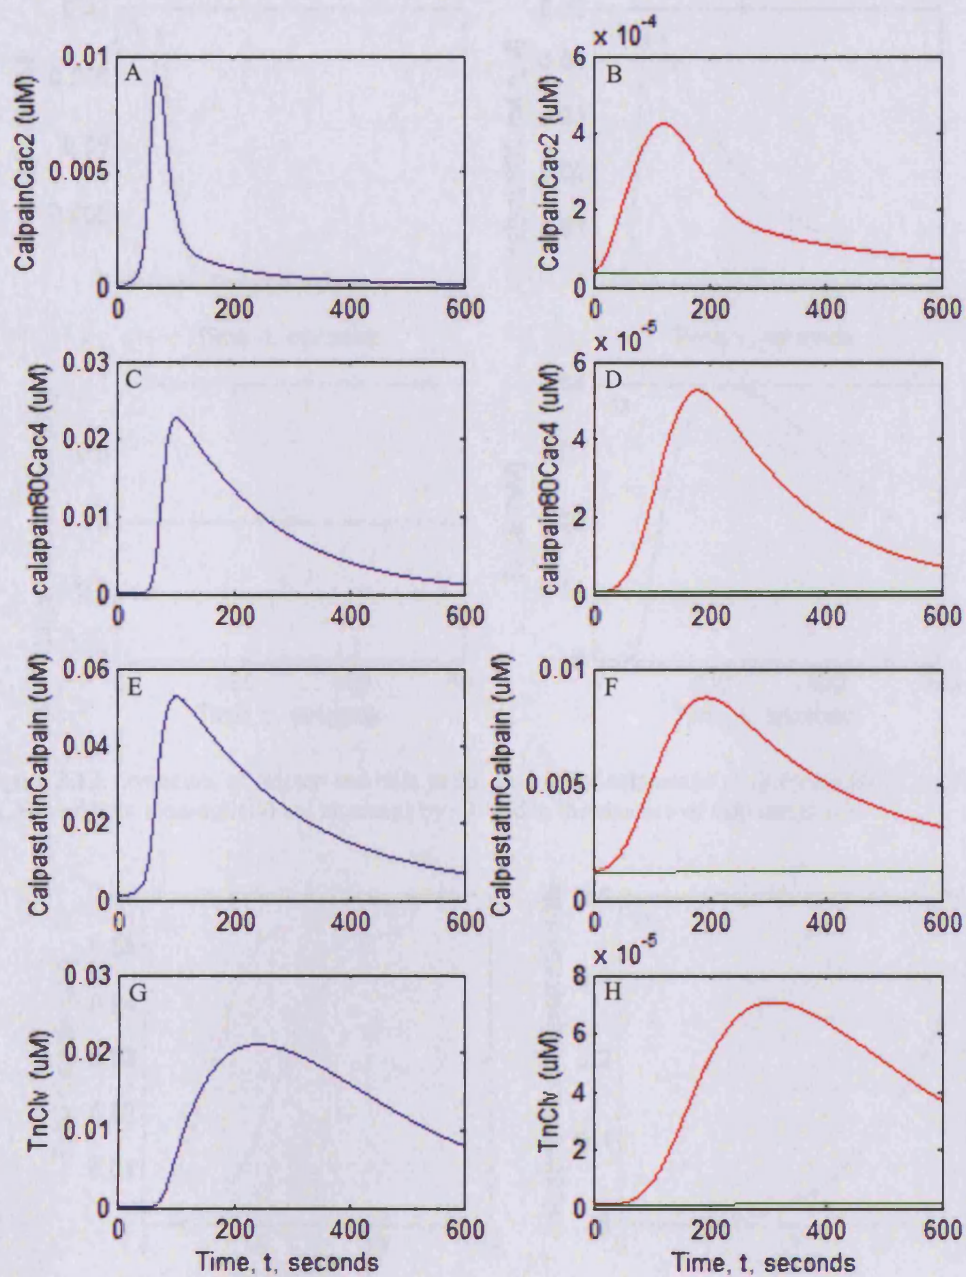 A
CalpainCac2 (uM)
0.01
0.005
0
0 200 400 600
x 10-4
B
CalpainCac2 (uM)
6
4
2
0
0 200 400 600
C
calapain80Cac4 (uM)
0.03
0.02
0.01
0
0 200 400 600
x 10-5
D
calapain80Cac4 (uM)
6
4
2
0
0 200 400 600
E
CalpastatinCalpain (uM)
0.06
0.04
0.02
0
0 200 400 600
F
CalpastatinCalpain (uM)
0.01
0.005
0
0 200 400 600
G
TnClv (uM)
0.03
0.02
0.01
0
0 200 400 600
Time, t, seconds
x 10-5
H
TnClv (uM)
8
6
4
2
0
0 200 400 600
Time, t, seconds